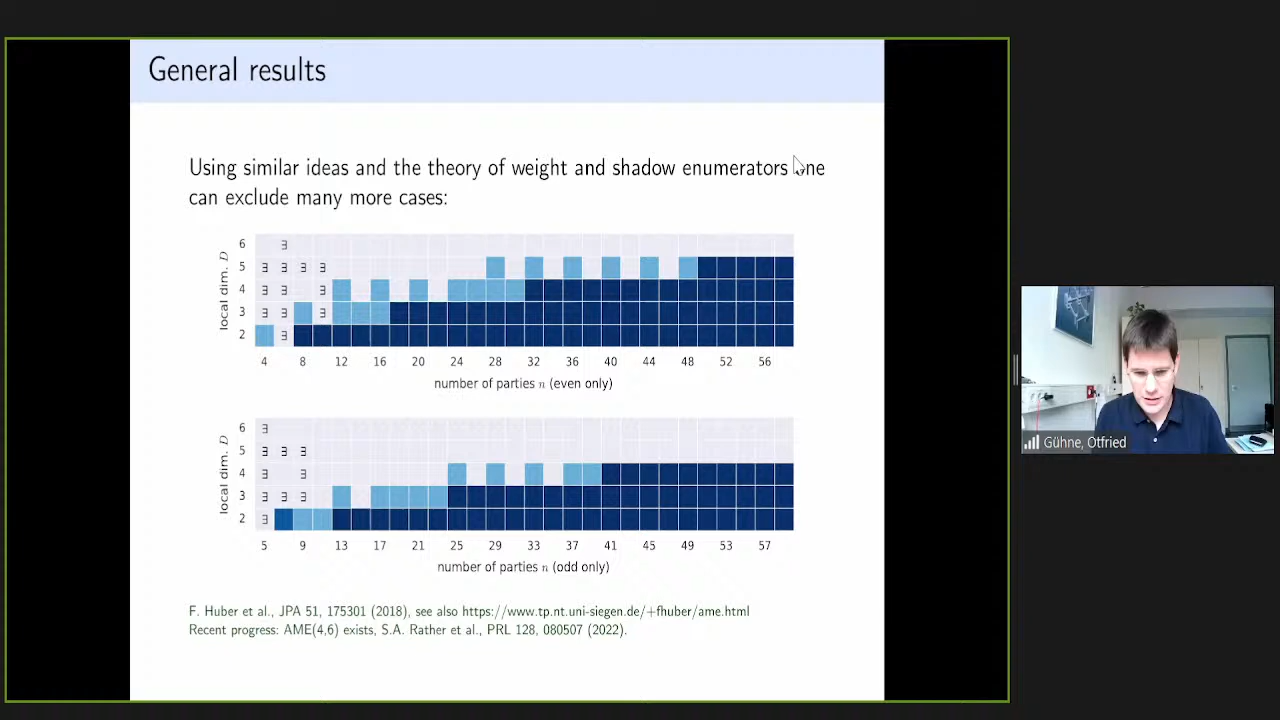 General results
Using similar ideas and the theory of weight and shadow enumerators one
can exclude many more cases:
local dim. D
6 ∃
5 ∃ ∃ ∃ ∃
4 ∃ ∃ ∃
3 ∃ ∃ ∃
2 ∃
4 8 12 16 20 24 28 32 36 40 44 48 52 56
number of parties n (even only)
local dim. D
6 ∃
5 ∃ ∃ ∃
4 ∃ ∃
3 ∃ ∃ ∃
2 ∃
5 9 13 17 21 25 29 33 37 41 45 49 53 57
number of parties n (odd only)
F. Huber et al., JPA 51, 175301 (2018), see also https://www.tp.nt.uni-siegen.de/+fhuber/ame.html
Recent progress: AME(4,6) exists, S.A. Rather et al., PRL 128, 080507 (2022).
Gühne, Otfried